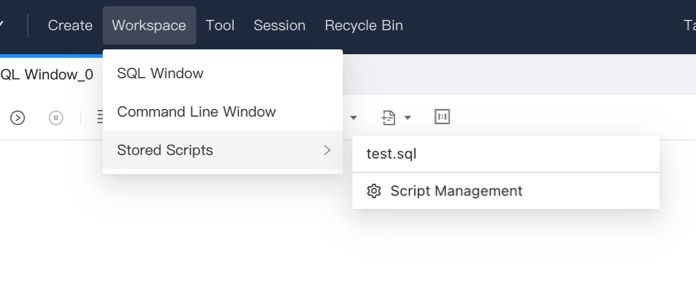 Create Workspace Tool Session Recycle Bin
QL Window_0
SQL Window
Command Line Window
Stored Scripts
test.sql
Script Management